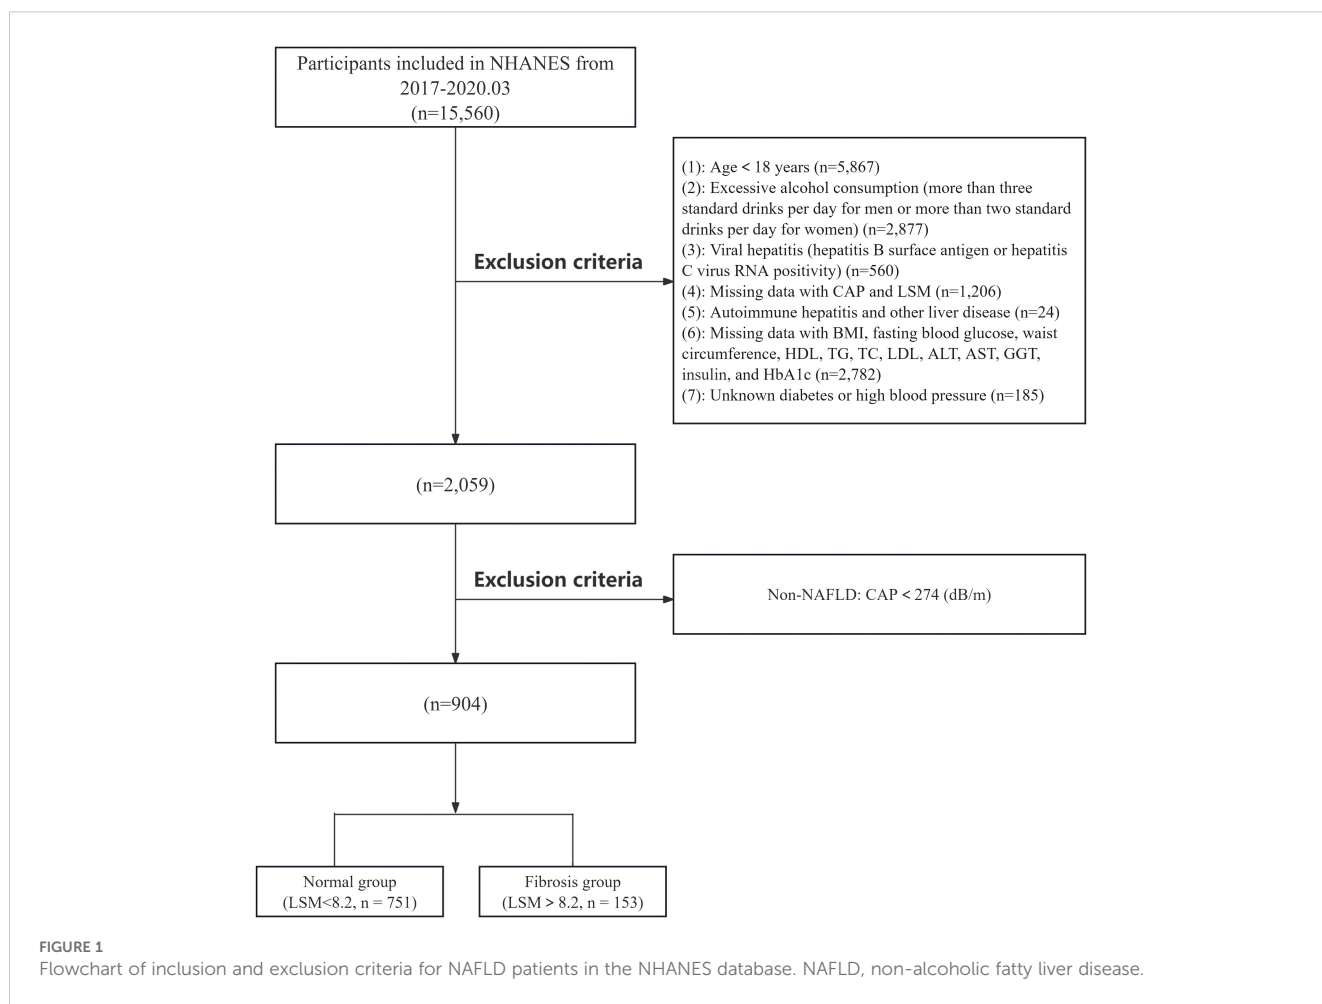 Participants included in NHANES from
2017-2020.03
(n=15,560)
(1): Age < 18 years (n=5,867)
(2): Excessive alcohol consumption (more than three
standard drinks per day for men or more than two standard
drinks per day for women) (n=2,877)
(3): Viral hepatitis (hepatitis B surface antigen or hepatitis
C virus RNA positivity) (n=560)
(4): Missing data with CAP and LSM (n=1,206)
(5): Autoimmune hepatitis and other liver disease (n=24)
(6): Missing data with BMI, fasting blood glucose, waist
circumference, HDL, TG, TC, LDL, ALT, AST, GGT,
insulin, and HbA1c (n=2,782)
(7): Unknown diabetes or high blood pressure (n=185)
Exclusion criteria
(n=2,059)
Exclusion criteria
Non-NAFLD: CAP < 274 (dB/m)
(n=904)
Normal group
(LSM<8.2, n = 751)
Fibrosis group
(LSM > 8.2, n = 153)
FIGURE 1
Flowchart of inclusion and exclusion criteria for NAFLD patients in the NHANES database. NAFLD, non-alcoholic fatty liver disease.